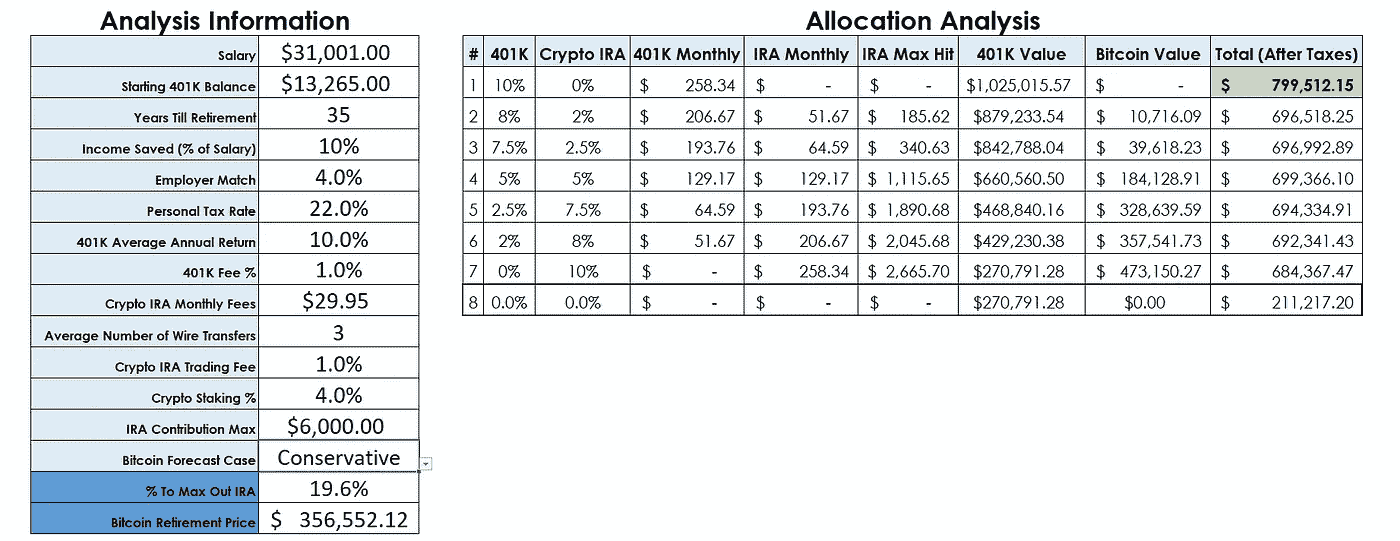 Analysis Information
Salary $31,001.00
Starting 401K Balance $13,265.00
Years Till Retirement 35
Income Saved (% of Salary) 10%
Employer Match 4.0%
Personal Tax Rate 22.0%
401K Average Annual Return 10.0%
401K Fee % 1.0%
Crypto IRA Monthly Fees $29.95
Average Number of Wire Transfers 3
Crypto IRA Trading Fee 1.0%
Crypto Staking % 4.0%
IRA Contribution Max $6,000.00
Bitcoin Forecast Case Conservative
% To Max Out IRA 19.6%
Bitcoin Retirement Price $ 356,552.12
Allocation Analysis
# 401K Crypto IRA 401K Monthly IRA Monthly IRA Max Hit 401K Value Bitcoin Value Total (After Taxes)
1 10% 0% $ 258.34 $ - $ - $1,025,015.57 $ - $ 799,512.15
2 8% 2% $ 206.67 $ 51.67 $ 185.62 $879,233.54 $ 10,716.09 $ 696,518.25
3 7.5% 2.5% $ 193.76 $ 64.59 $ 340.63 $842,788.04 $ 39,618.23 $ 696,992.89
4 5% 5% $ 129.17 $ 129.17 $ 1,115.65 $660,560.50 $ 184,128.91 $ 699,366.10
5 2.5% 7.5% $ 64.59 $ 193.76 $ 1,890.68 $468,840.16 $ 328,639.59 $ 694,334.91
6 2% 8% $ 51.67 $ 206.67 $ 2,045.68 $429,230.38 $ 357,541.73 $ 692,341.43
7 0% 10% $ - $ 258.34 $ 2,665.70 $270,791.28 $ 473,150.27 $ 684,367.47
8 0.0% 0.0% $ - $ - $ - $270,791.28 $0.00 $ 211,217.20